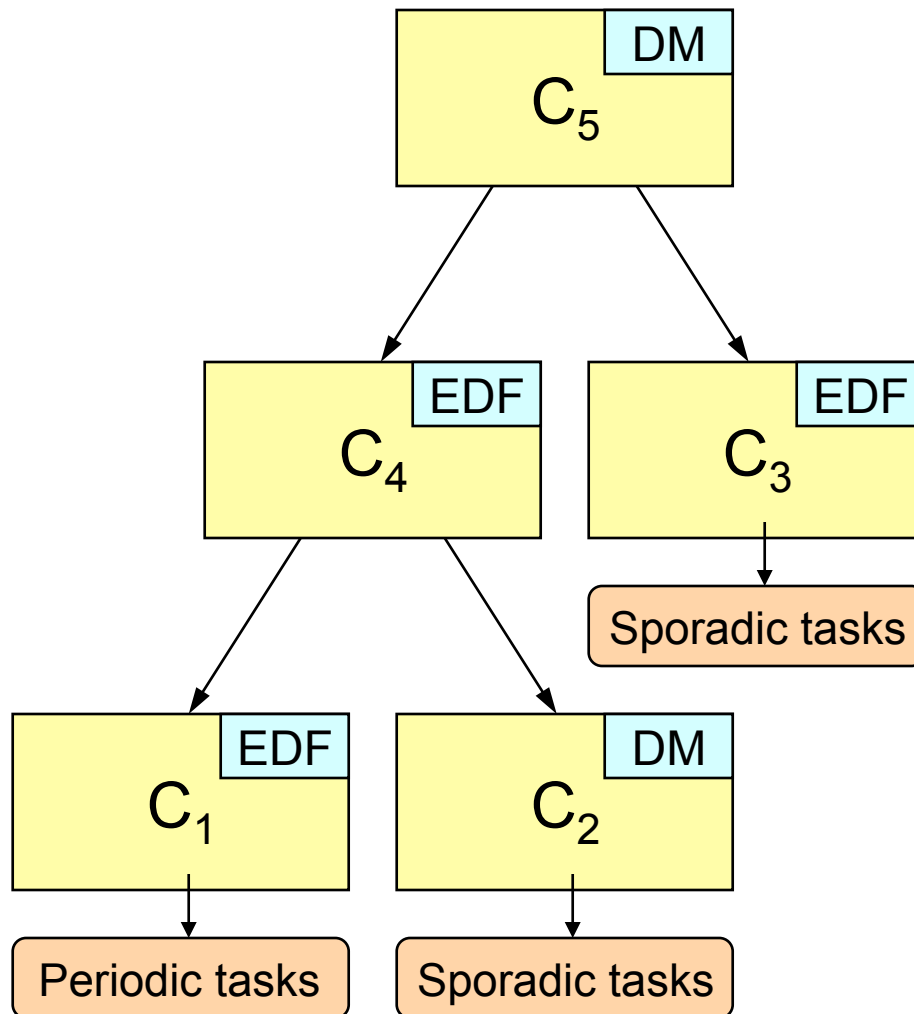 DM
C₅
EDF
C₄
EDF
C₃
Sporadic tasks
EDF
C₁
DM
C₂
Periodic tasks
Sporadic tasks